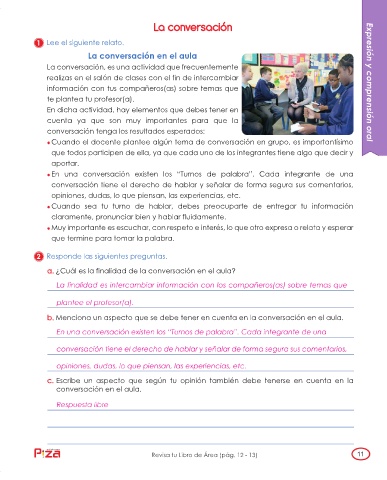 La conversación
Expresión y comprensión oral
1 Lee el siguiente relato.
La conversación en el aula
La conversación, es una actividad que frecuentemente
realizas en el salón de clases con el fin de intercambiar
información con tus compañeros(as) sobre temas que
te plantea tu profesor(a).
En dicha actividad, hay elementos que debes tener en
cuenta ya que son muy importantes para que la
conversación tenga los resultados esperados:
• Cuando el docente plantee algún tema de conversación en grupo, es importantísimo
que todos participen de ella, ya que cada uno de los integrantes tiene algo que decir y
aportar.
• En una conversación existen los “Turnos de palabra”. Cada integrante de una
conversación tiene el derecho de hablar y señalar de forma segura sus comentarios,
opiniones, dudas, lo que piensan, las experiencias, etc.
• Cuando sea tu turno de hablar, debes preocuparte de entregar tu información
claramente, pronunciar bien y hablar fluidamente.
• Muy importante es escuchar, con respeto e interés, lo que otro expresa o relata y esperar
que termine para tomar la palabra.
2 Responde las siguientes preguntas.
a. ¿Cuál es la finalidad de la conversación en el aula?
La finalidad es intercambiar información con los compañeros(as) sobre temas que
plantee el profesor(a).
b. Menciona un aspecto que se debe tener en cuenta en la conversación en el aula.
En una conversación existen los “Turnos de palabra”. Cada integrante de una
conversación tiene el derecho de hablar y señalar de forma segura sus comentarios,
opiniones, dudas, lo que piensan, las experiencias, etc.
c. Escribe un aspecto que según tu opinión también debe tenerse en cuenta en la
conversación en el aula.
Respuesta libre
Piza
Revisa tu Libro de Área (pág. 12 - 13)
11